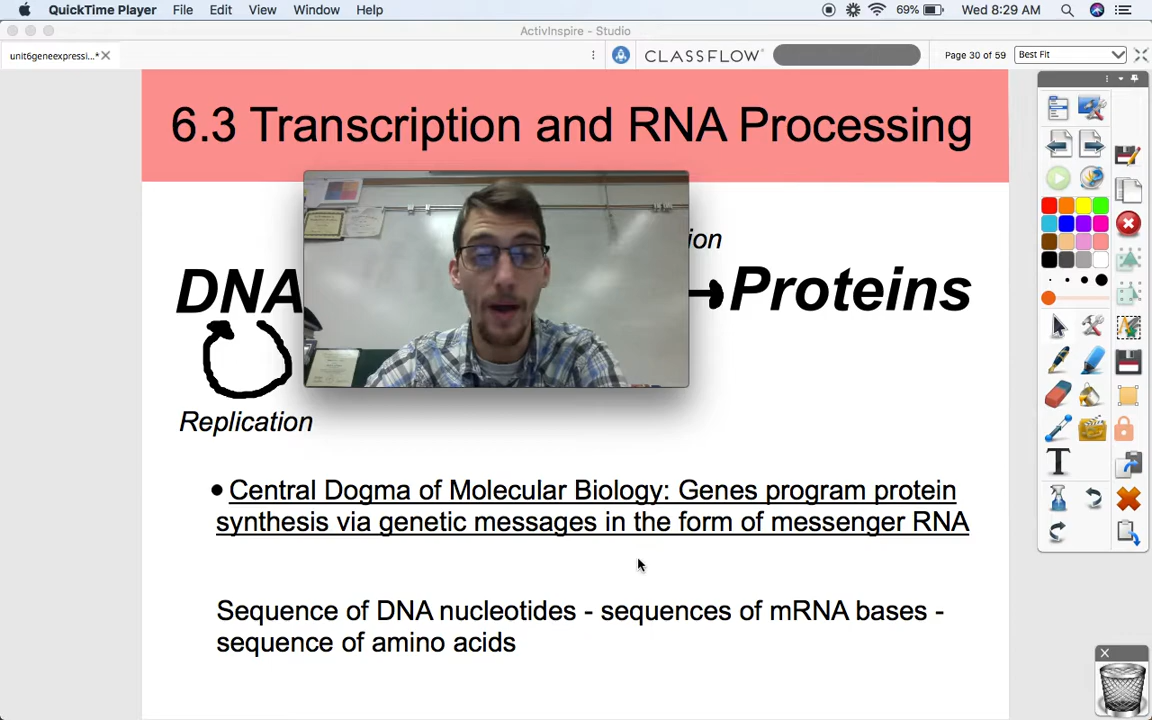 QuickTime Player File Edit View Window Help 69% Wed 8:29 AM
ActivInspire - Studio
unit6geneexpressi...* CLASSFLOW Page 30 of 59 Best Fit
6.3 Transcription and RNA Processing
ion
DNA Proteins
Replication
• Central Dogma of Molecular Biology: Genes program protein
synthesis via genetic messages in the form of messenger RNA
Sequence of DNA nucleotides - sequences of mRNA bases -
sequence of amino acids